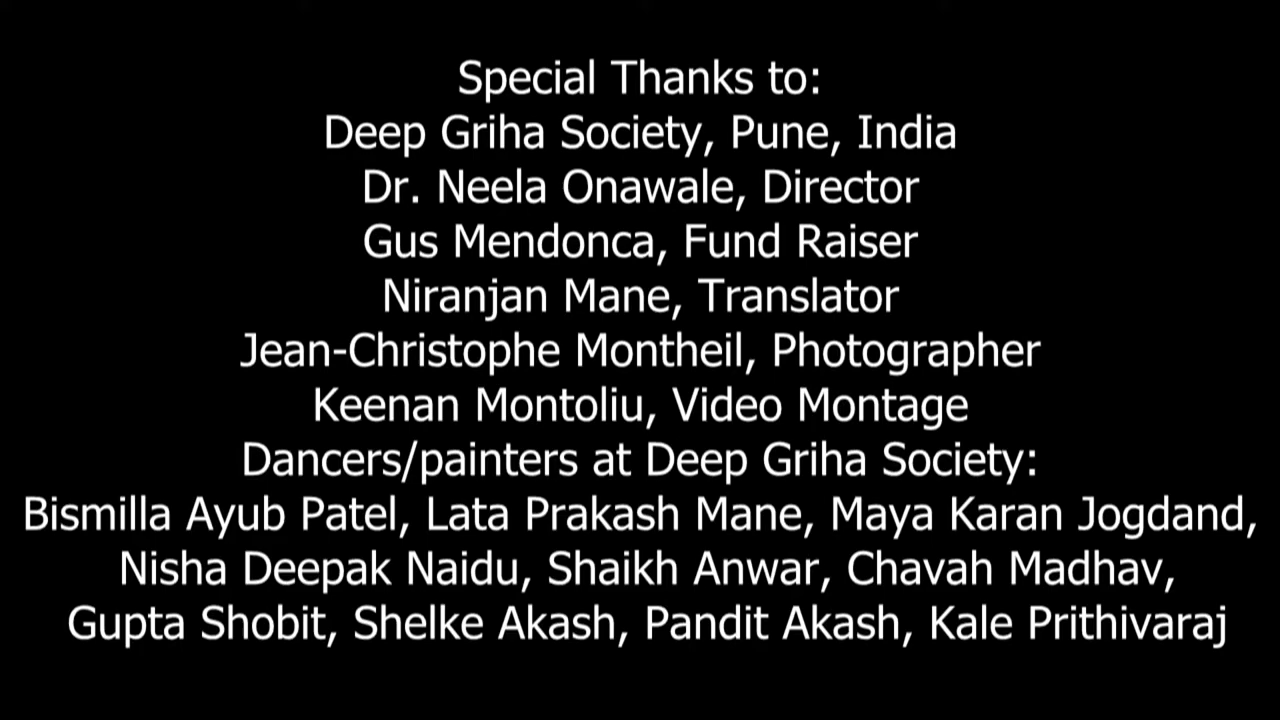 Special Thanks to:
Deep Griha Society, Pune, India
Dr. Neela Onawale, Director
Gus Mendonca, Fund Raiser
Niranjan Mane, Translator
Jean-Christophe Montheil, Photographer
Keenan Montoliu, Video Montage
Dancers/painters at Deep Griha Society:
Bismilla Ayub Patel, Lata Prakash Mane, Maya Karan Jogdand,
Nisha Deepak Naidu, Shaikh Anwar, Chavah Madhav,
Gupta Shobit, Shelke Akash, Pandit Akash, Kale Prithivaraj